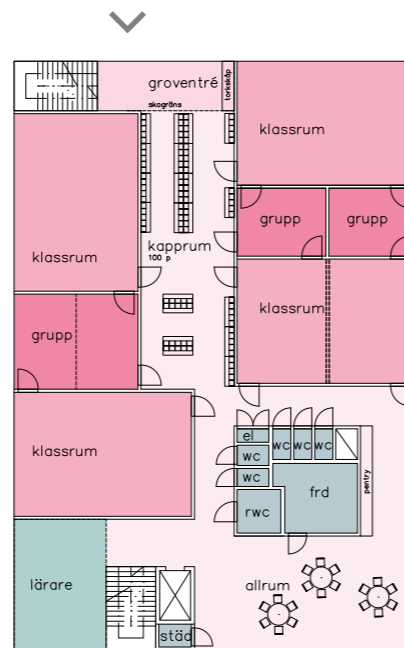 groventré
torkskåp
skogräns
klassrum
grupp
grupp
kapprum
100 p
klassrum
klassrum
grupp
klassrum
el
wc
wc
wc
wc
wc
rwc
frd
pentry
lärare
allrum
städ